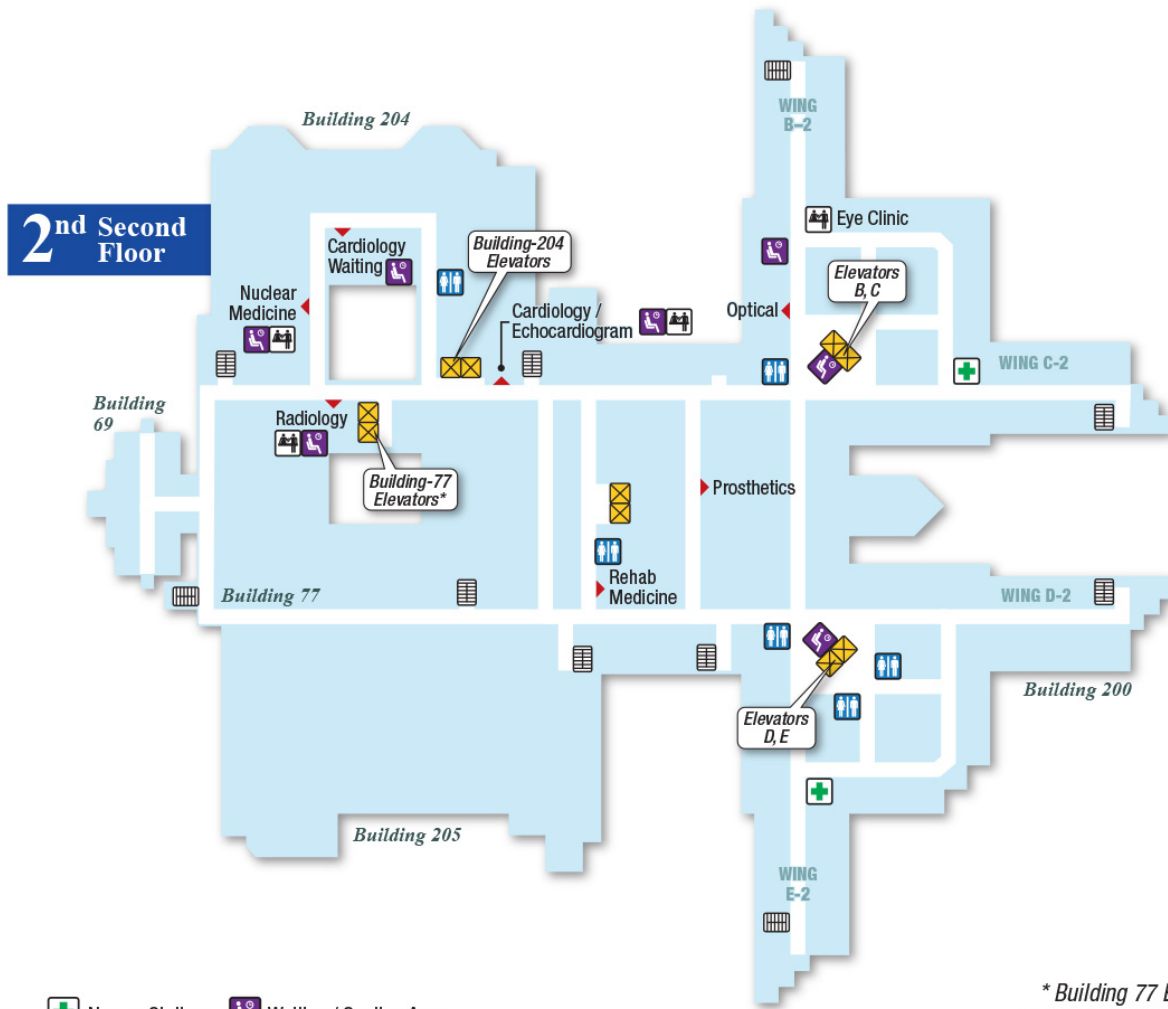 Building 204
WING
B–2
2nd Second
Floor
Cardiology
Waiting
Building-204
Elevators
Eye Clinic
Elevators
B, C
Nuclear
Medicine
Cardiology /
Echocardiogram
Optical
WING C-2
Building
69
Radiology
Building-77
Elevators*
Prosthetics
Rehab
Medicine
Building 77
WING D-2
Building 200
Elevators
D, E
Building 205
WING
E-2
* Building 77 E